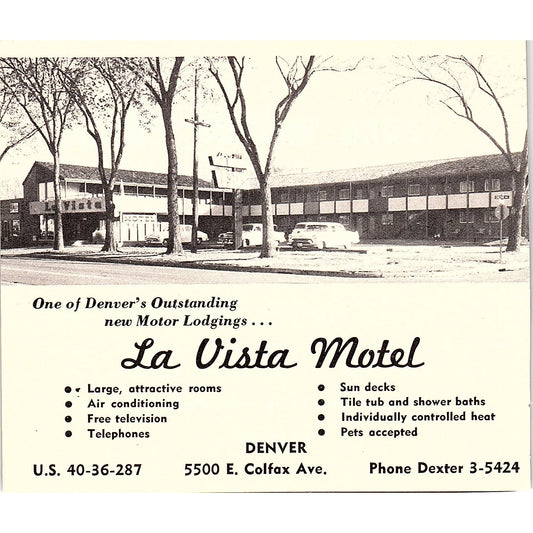 La Vista
One of Denver's Outstanding
new Motor Lodgings . . .
La Vista Motel
● Large, attractive rooms
● Air conditioning
● Free television
● Telephones
● Sun decks
● Tile tub and shower baths
● Individually controlled heat
● Pets accepted
DENVER
U.S. 40-36-287 5500 E. Colfax Ave. Phone Dexter 3-5424